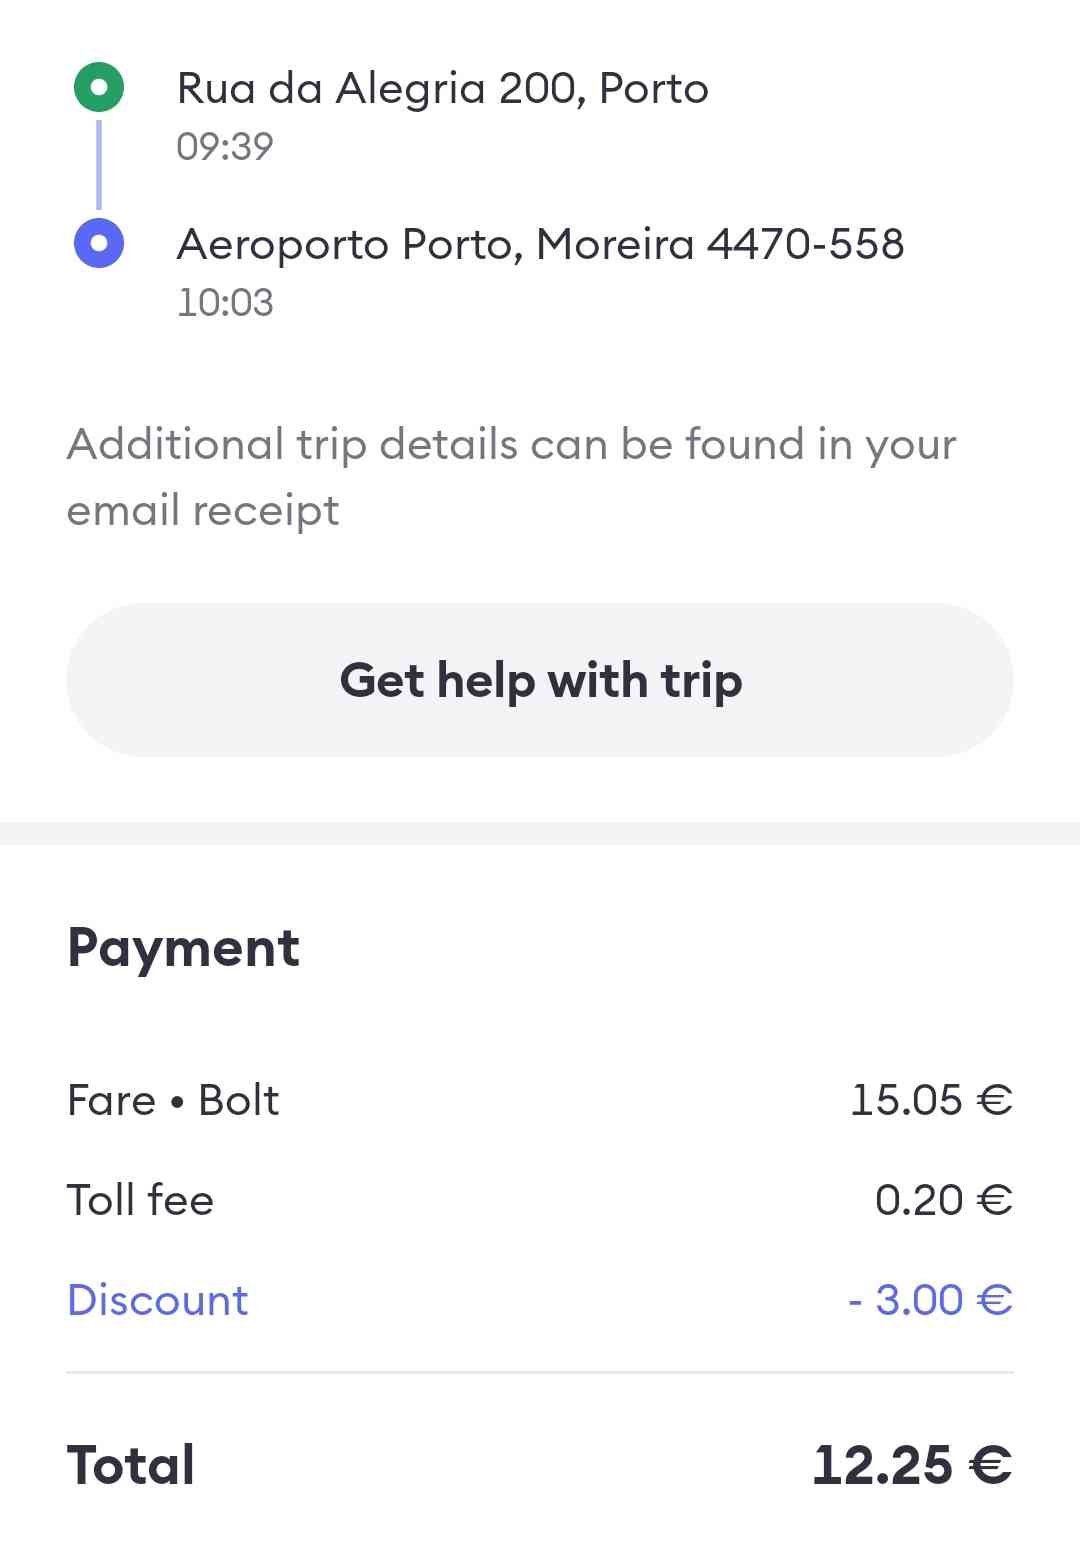 Rua da Alegria 200, Porto
09:39
Aeroporto Porto, Moreira 4470-558
10:03
Additional trip details can be found in your
email receipt
Get help with trip
Payment
Fare • Bolt 15.05 €
Toll fee 0.20 €
Discount - 3.00 €
Total 12.25 €